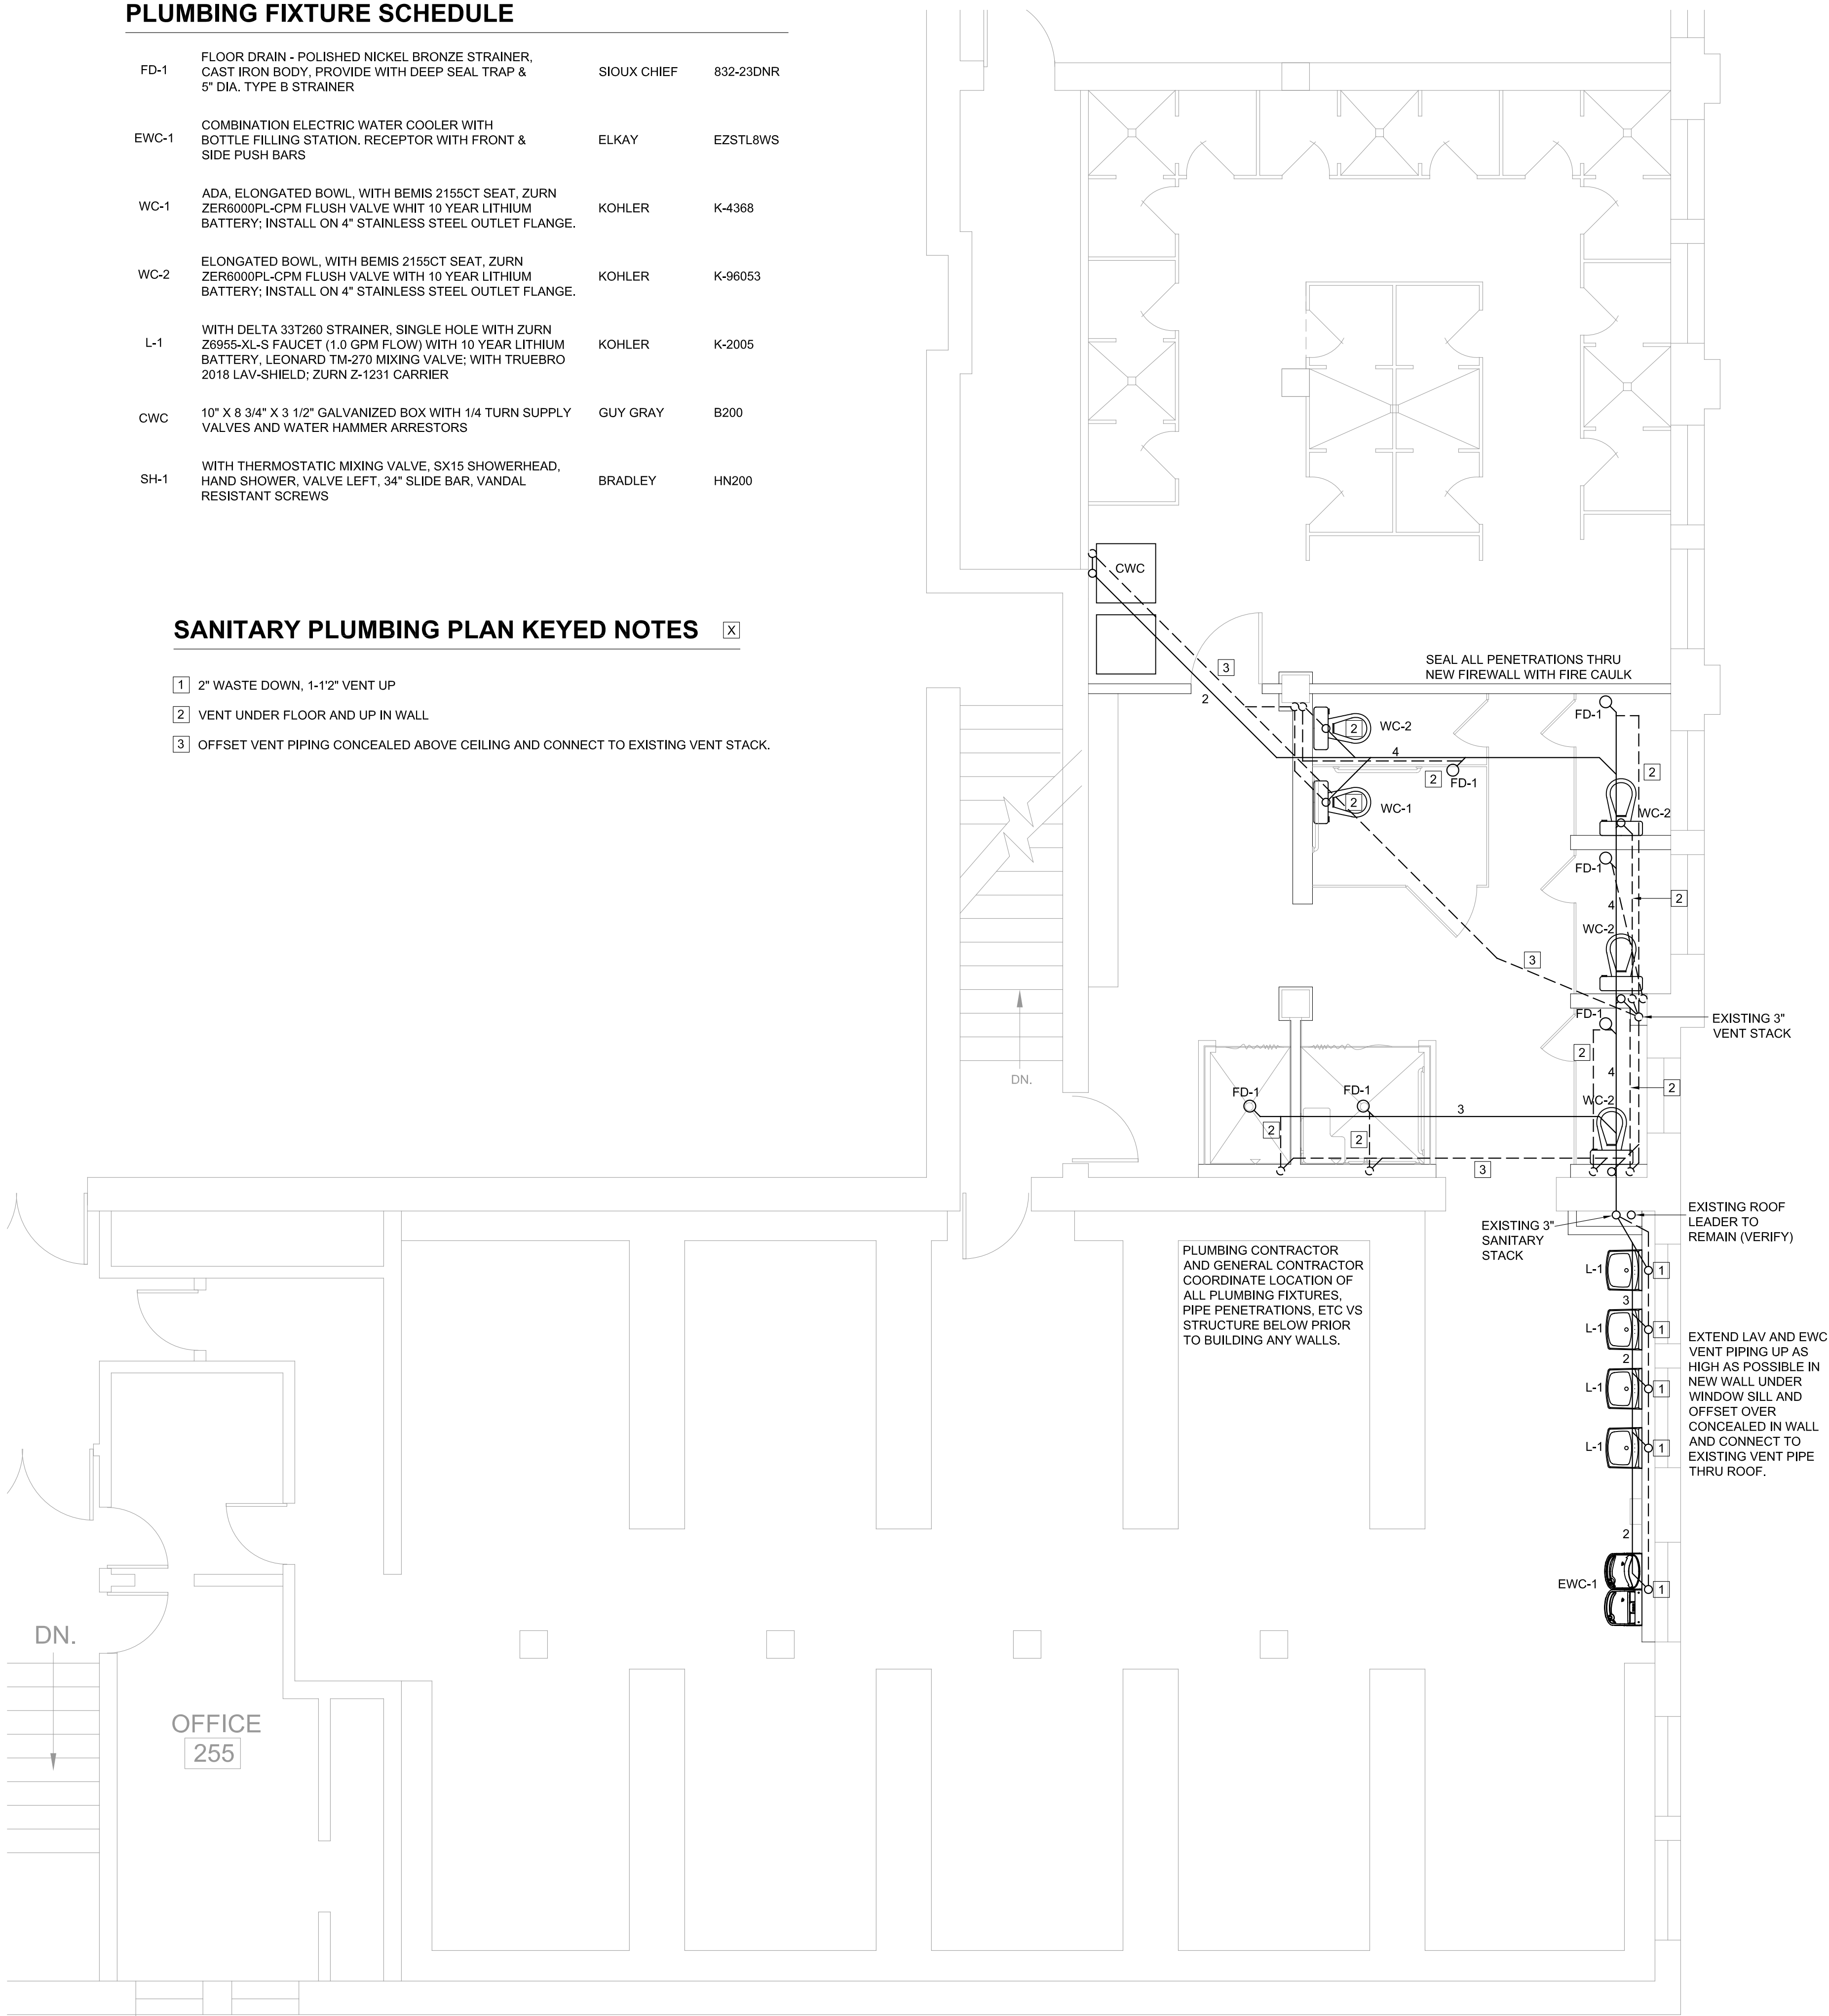 PLUMBING FIXTURE SCHEDULE
FD-1
FLOOR DRAIN - POLISHED NICKEL BRONZE STRAINER,
CAST IRON BODY, PROVIDE WITH DEEP SEAL TRAP &
5" DIA. TYPE B STRAINER
SIOUX CHIEF
832-23DNR
EWC-1
COMBINATION ELECTRIC WATER COOLER WITH
BOTTLE FILLING STATION. RECEPTOR WITH FRONT &
SIDE PUSH BARS
ELKAY
EZSTL8WS
WC-1
ADA, ELONGATED BOWL, WITH BEMIS 2155CT SEAT, ZURN
ZER6000PL-CPM FLUSH VALVE WHIT 10 YEAR LITHIUM
BATTERY; INSTALL ON 4" STAINLESS STEEL OUTLET FLANGE.
KOHLER
K-4368
WC-2
ELONGATED BOWL, WITH BEMIS 2155CT SEAT, ZURN
ZER6000PL-CPM FLUSH VALVE WITH 10 YEAR LITHIUM
BATTERY; INSTALL ON 4" STAINLESS STEEL OUTLET FLANGE.
KOHLER
K-96053
L-1
WITH DELTA 33T260 STRAINER, SINGLE HOLE WITH ZURN
Z6955-XL-S FAUCET (1.0 GPM FLOW) WITH 10 YEAR LITHIUM
BATTERY, LEONARD TM-270 MIXING VALVE; WITH TRUEBRO
2018 LAV-SHIELD; ZURN Z-1231 CARRIER
KOHLER
K-2005
CWC
10" X 8 3/4" X 3 1/2" GALVANIZED BOX WITH 1/4 TURN SUPPLY
VALVES AND WATER HAMMER ARRESTORS
GUY GRAY
B200
SH-1
WITH THERMOSTATIC MIXING VALVE, SX15 SHOWERHEAD,
HAND SHOWER, VALVE LEFT, 34" SLIDE BAR, VANDAL
RESISTANT SCREWS
BRADLEY
HN200
SANITARY PLUMBING PLAN KEYED NOTES X
1 2" WASTE DOWN, 1-1'2" VENT UP
2 VENT UNDER FLOOR AND UP IN WALL
3 OFFSET VENT PIPING CONCEALED ABOVE CEILING AND CONNECT TO EXISTING VENT STACK.
CWC
3
2
SEAL ALL PENETRATIONS THRU
NEW FIREWALL WITH FIRE CAULK
FD-1
2
WC-2
4
2
FD-1
2
2
WC-1
WC-2
FD-1
4
2
WC-2
3
FD-1
EXISTING 3"
VENT STACK
2
4
2
DN.
FD-1
FD-1
3
WC-2
2
2
3
EXISTING 3"
SANITARY
STACK
EXISTING ROOF
LEADER TO
REMAIN (VERIFY)
PLUMBING CONTRACTOR
AND GENERAL CONTRACTOR
COORDINATE LOCATION OF
ALL PLUMBING FIXTURES,
PIPE PENETRATIONS, ETC VS
STRUCTURE BELOW PRIOR
TO BUILDING ANY WALLS.
L-1
1
3
L-1
1
2
L-1
1
L-1
1
EXTEND LAV AND EWC
VENT PIPING UP AS
HIGH AS POSSIBLE IN
NEW WALL UNDER
WINDOW SILL AND
OFFSET OVER
CONCEALED IN WALL
AND CONNECT TO
EXISTING VENT PIPE
THRU ROOF.
2
EWC-1
1
DN.
OFFICE
255